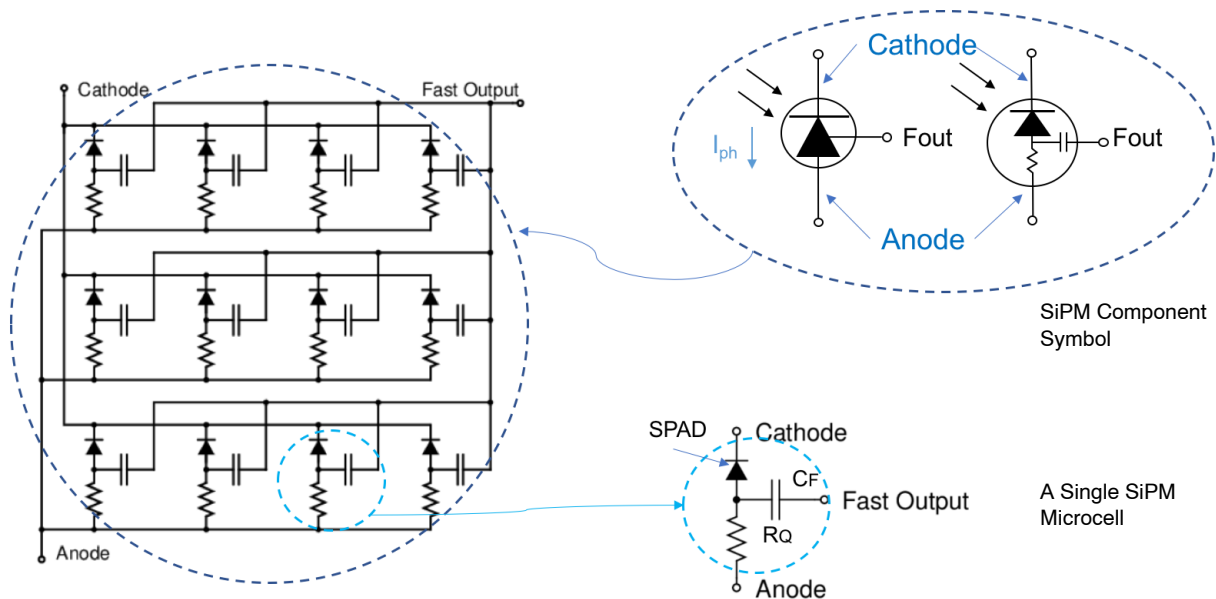 Cathode
Fast Output
Anode
Cathode
Iph
Fout
Fout
Anode
SiPM Component
Symbol
SPAD
Cathode
CF
Fast Output
RQ
Anode
A Single SiPM
Microcell